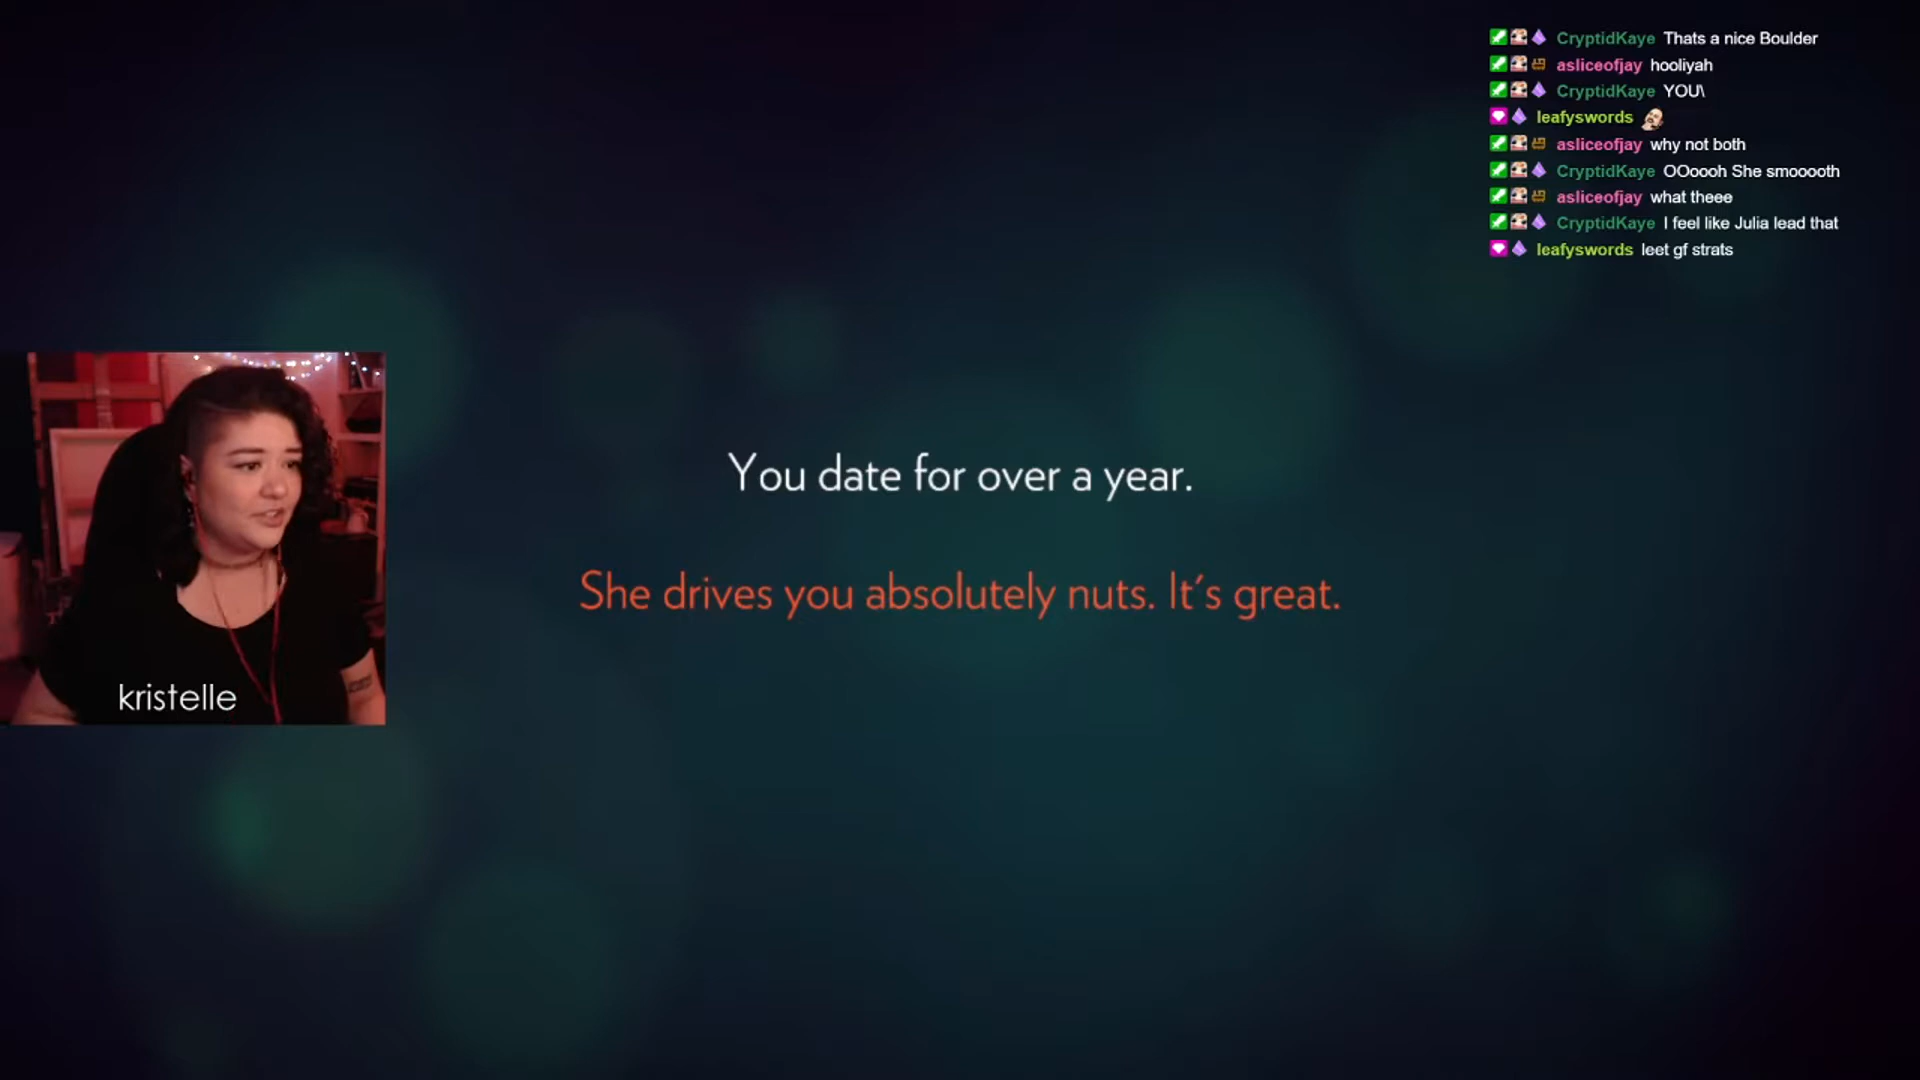 CryptidKaye Thats a nice Boulder
asliceofjay hooliyah
CryptidKaye YOU\
leafyswords
asliceofjay why not both
CryptidKaye OOoooh She smooooth
asliceofjay what theee
CryptidKaye I feel like Julia lead that
leafyswords leet gf strats
You date for over a year.
She drives you absolutely nuts. It's great.
kristelle